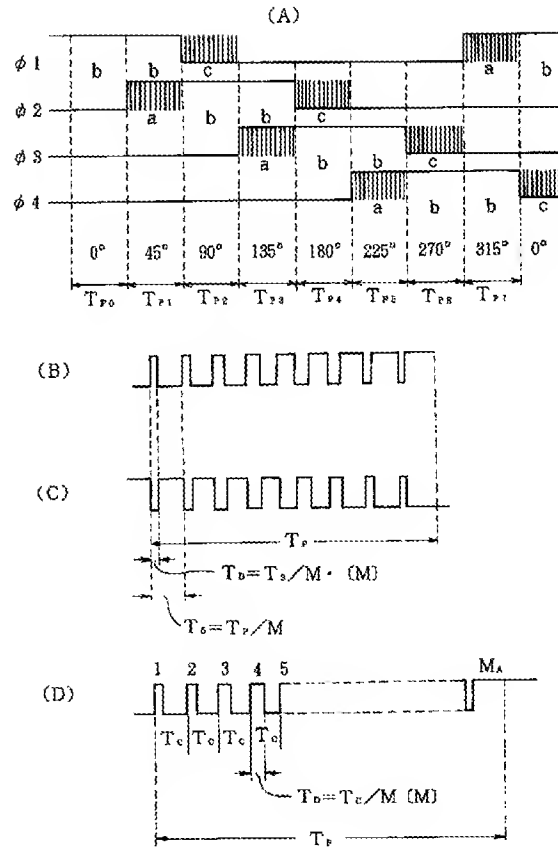 (A)
φ1 b b c a b
φ2 a b b c
φ3 a b b c
φ4 a b b c
0° 45° 90° 135° 180° 225° 270° 315° 0°
TP0 TP1 TP2 TP3 TP4 TP5 TP6 TP7
(B)
(C)
TP
TD=TS/M·(M)
TS=TP/M
1 2 3 4 5 MA
(D)
TC TC TC TC
TD=TC/M (M)
TP